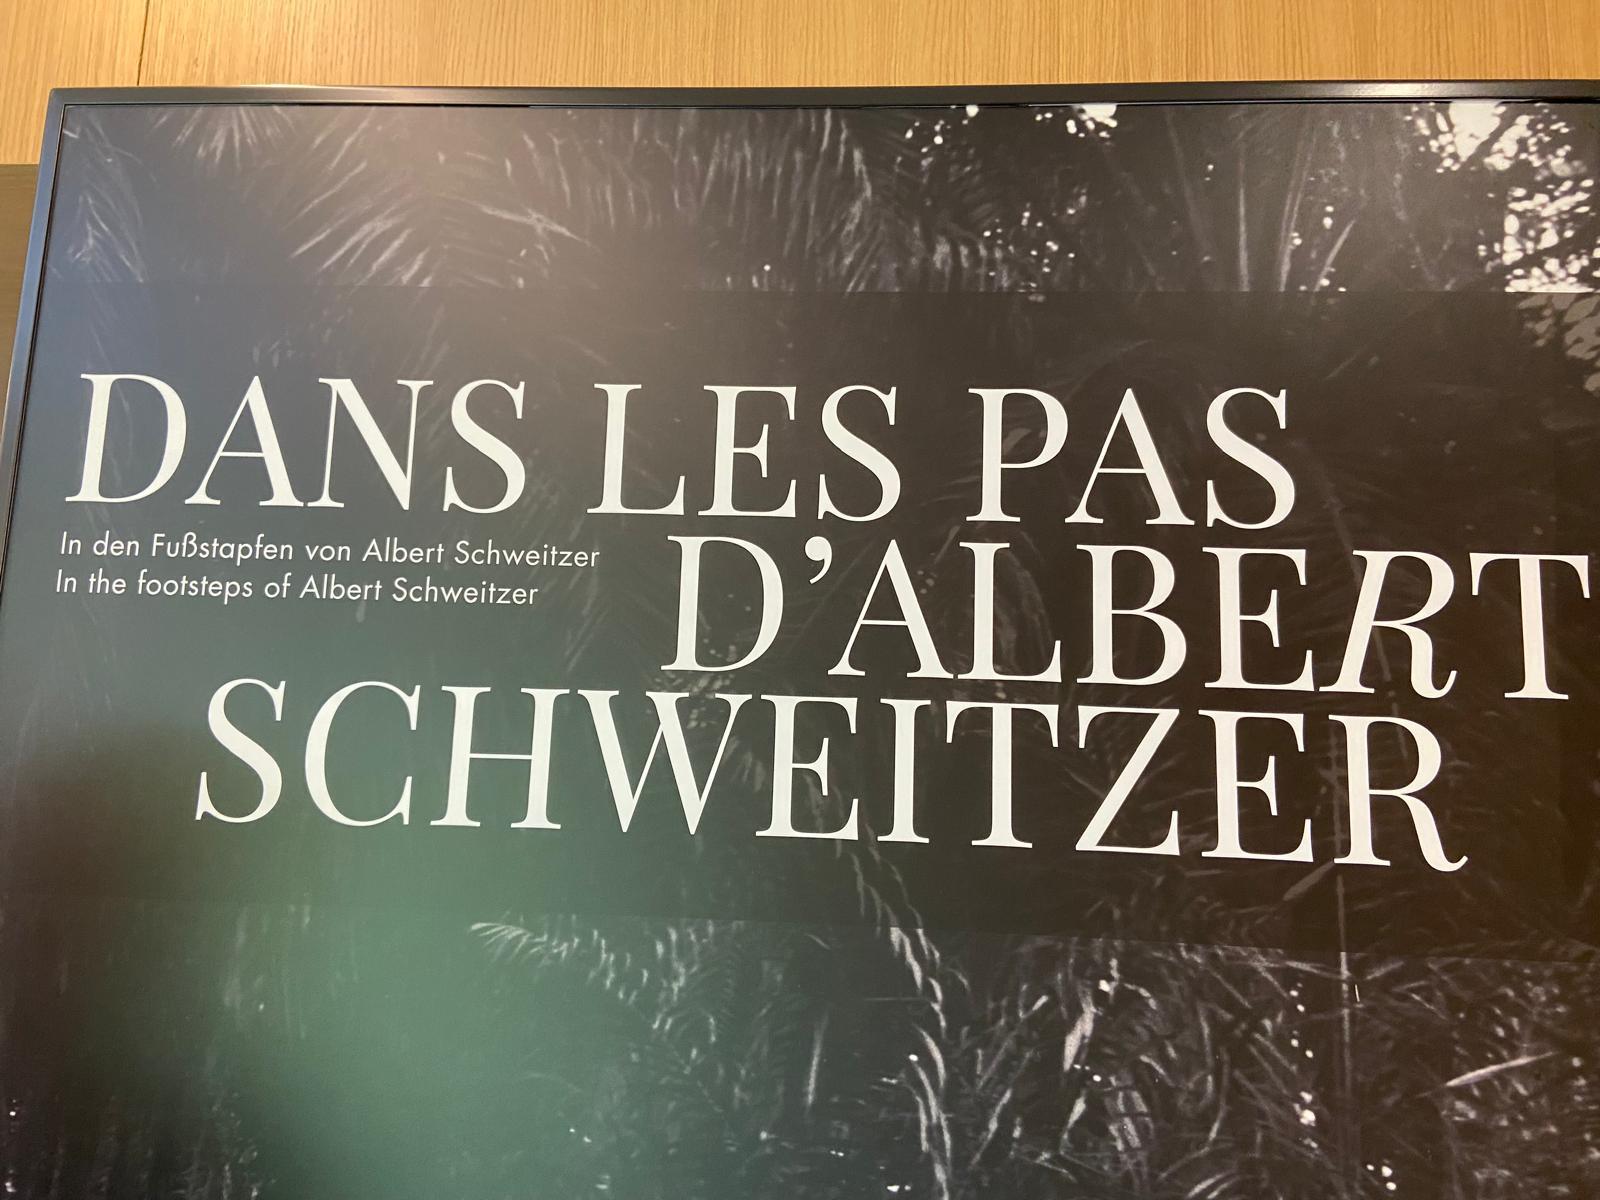 DANS LES PAS
In den Fußstapfen von Albert Schweitzer
In the footsteps of Albert Schweitzer
D’ALBERT
SCHWEITZER